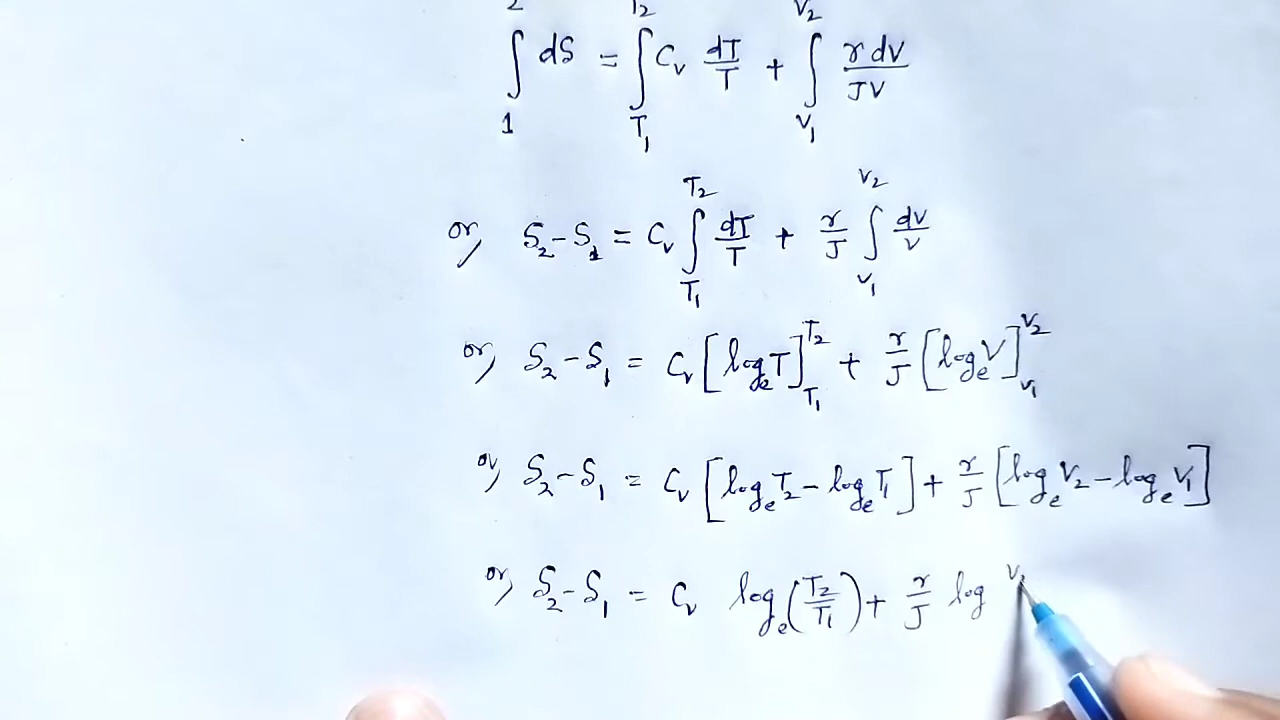 ∫₁² dS = ∫_{T₁}^{T₂} Cᵥ dT/T + ∫_{V₁}^{V₂} r dV/JV
or, S₂-S₁ = Cᵥ ∫_{T₁}^{T₂} dT/T + r/J ∫_{V₁}^{V₂} dV/V
or, S₂-S₁ = Cᵥ [logₑT]_{T₁}^{T₂} + r/J [logₑV]_{V₁}^{V₂}
or, S₂-S₁ = Cᵥ [logₑT₂ - logₑT₁] + r/J [logₑV₂ - logₑV₁]
or, S₂-S₁ = Cᵥ logₑ(T₂/T₁) + r/J log V